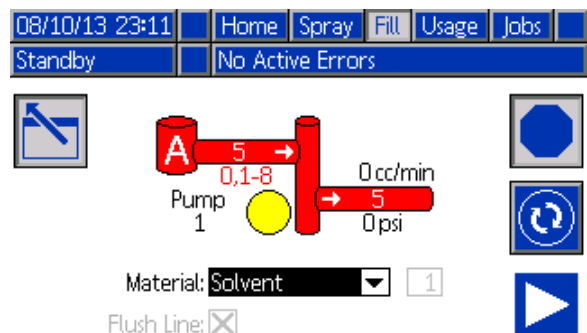 08/10/13 23:11 Home Spray Fill Usage Jobs
Standby No Active Errors
A 5
0,1-8
Pump
1
0 cc/min
5
0 psi
Material: Solvent 1
Flush Line: